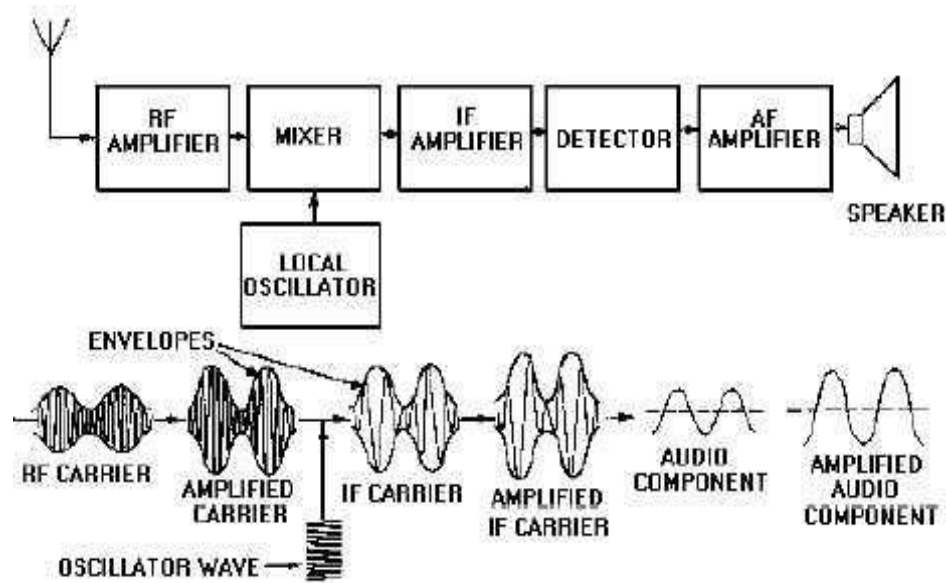 RF
AMPLIFIER
MIXER
IF
AMPLIFIER
DETECTOR
AF
AMPLIFIER
SPEAKER
LOCAL
OSCILLATOR
ENVELOPES
RF CARRIER
AMPLIFIED
CARRIER
IF CARRIER
AMPLIFIED
IF CARRIER
AUDIO
COMPONENT
AMPLIFIED
AUDIO
COMPONENT
OSCILLATOR WAVE